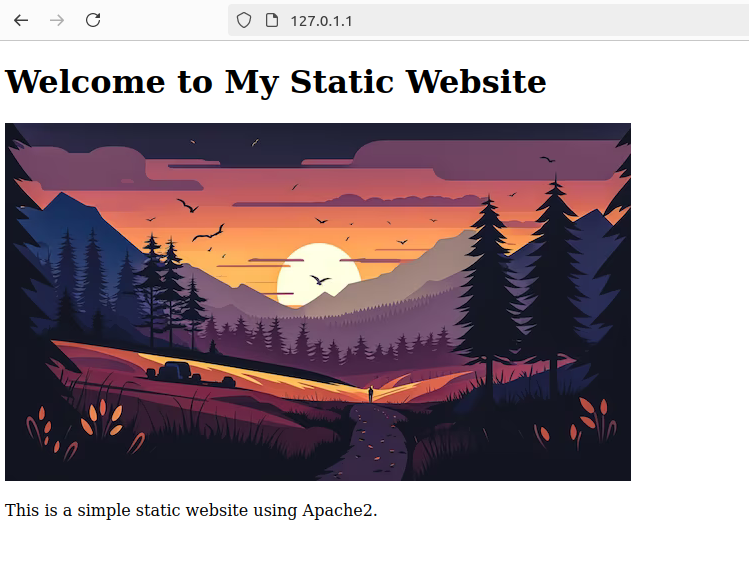 127.0.1.1
Welcome to My Static Website
This is a simple static website using Apache2.